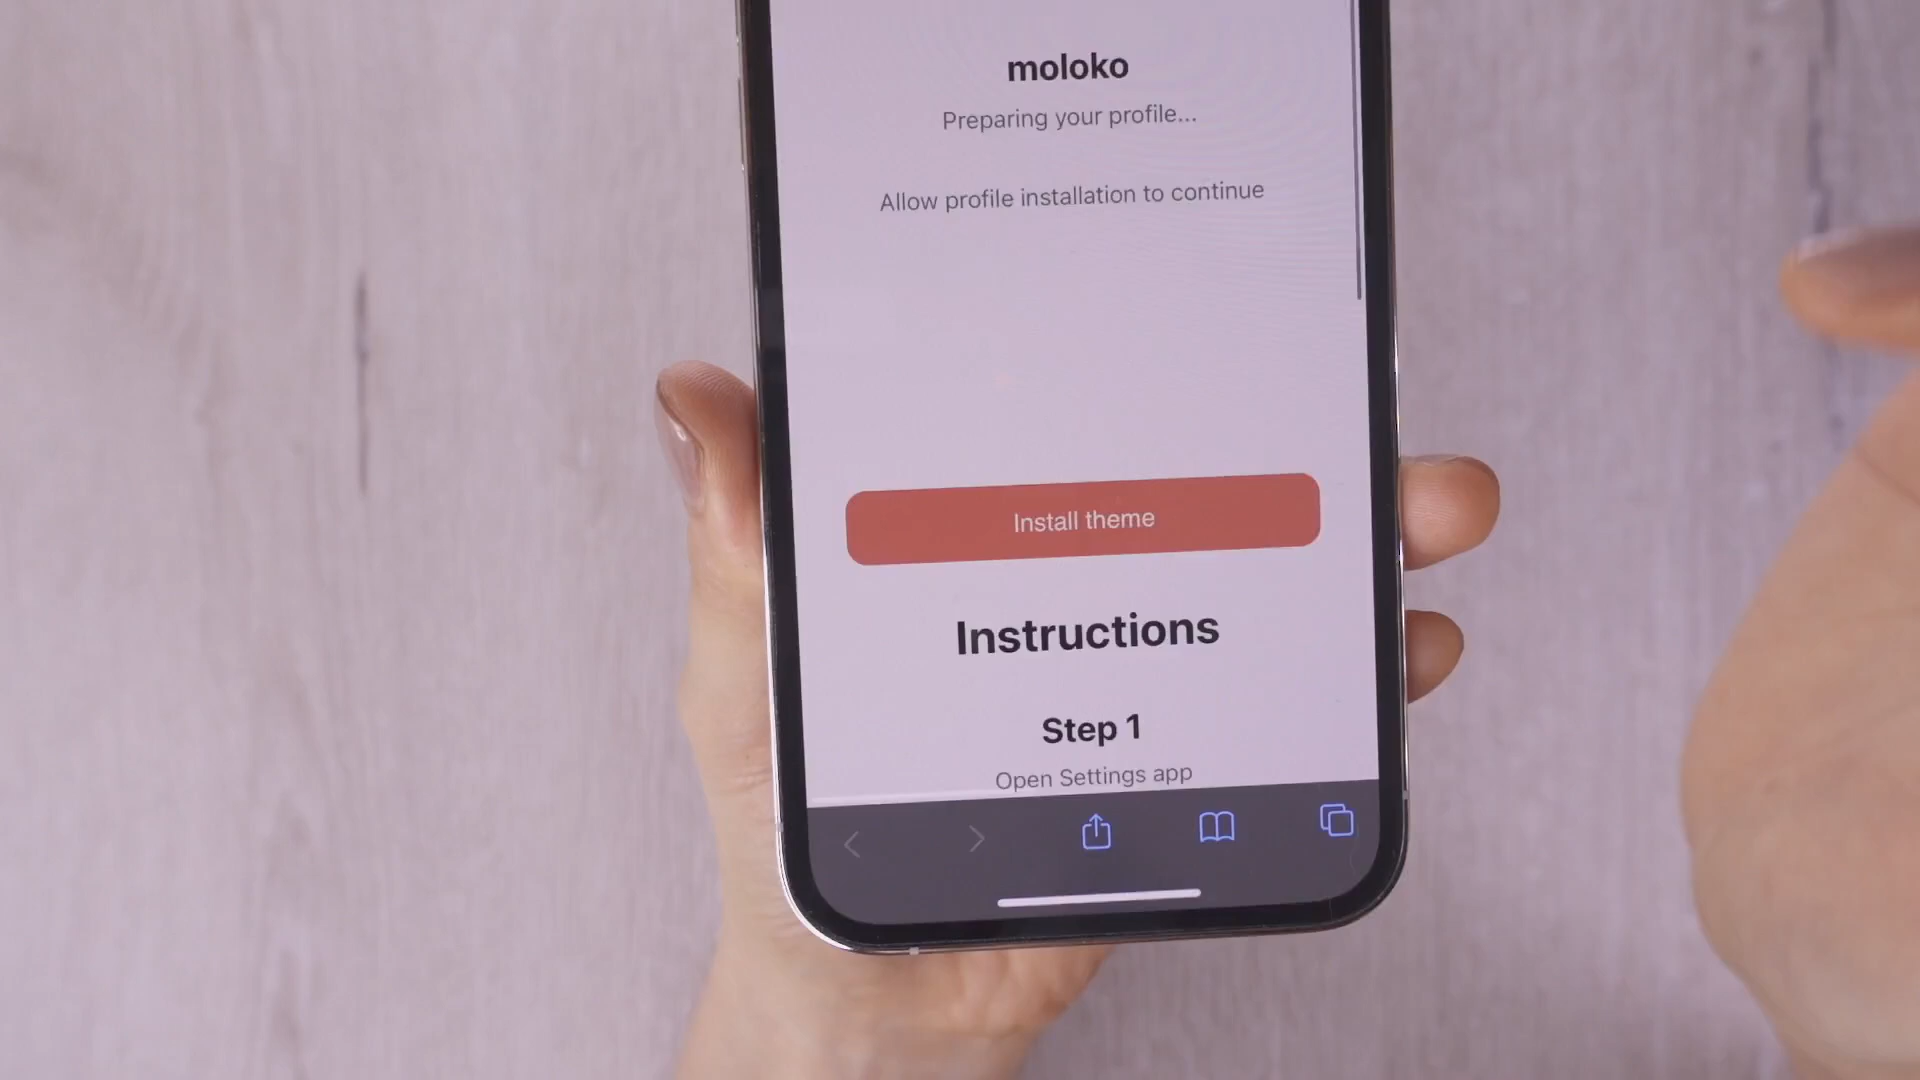 moloko
Preparing your profile...
Allow profile installation to continue
Install theme
Instructions
Step 1
Open Settings app